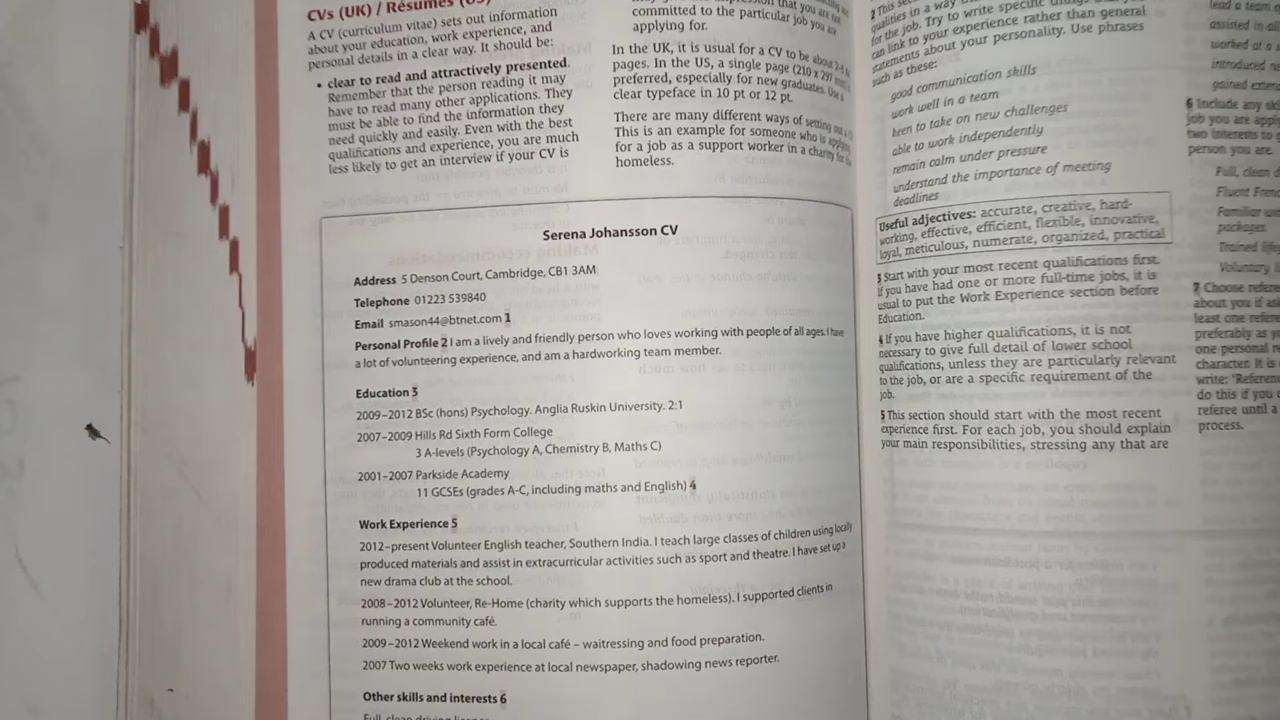 CVs (UK) / Résumés (US)
A CV (curriculum vitae) sets out information
about your education, work experience, and
personal details in a clear way. It should be:
• clear to read and attractively presented.
Remember that the person reading it may
have to read many other applications. They
must be able to find the information they
need quickly and easily. Even with the best
qualifications and experience, you are much
less likely to get an interview if your CV is
that you are
committed to the particular job you are
applying for.
In the UK, it is usual for a CV to be about
pages. In the US, a single page (210 x 297
preferred, especially for new graduates. Use a
clear typeface in 10 pt or 12 pt.
There are many different ways of setting out a
This is an example for someone who is applying
for a job as a support worker in a charity for the
homeless.
Serena Johansson CV
Address 5 Denson Court, Cambridge, CB1 3AM
Telephone 01223 539840
Email smason44@btnet.com 1
Personal Profile 2 I am a lively and friendly person who loves working with people of all ages. I have
a lot of volunteering experience, and am a hardworking team member.
Education 3
2009–2012 BSc (hons) Psychology. Anglia Ruskin University. 2:1
2007–2009 Hills Rd Sixth Form College
3 A-levels (Psychology A, Chemistry B, Maths C)
2001–2007 Parkside Academy
11 GCSEs (grades A-C, including maths and English) 4
Work Experience 5
2012–present Volunteer English teacher, Southern India. I teach large classes of children using locally
produced materials and assist in extracurricular activities such as sport and theatre. I have set up a
new drama club at the school.
2008–2012 Volunteer, Re-Home (charity which supports the homeless). I supported clients in
running a community café.
2009–2012 Weekend work in a local café – waitressing and food preparation.
2007 Two weeks work experience at local newspaper, shadowing news reporter.
Other skills and interests 6
Full, clean driving licence
2 This
qualities in a way
for the job. Try to write specific things that you
can link to your experience rather than general
statements about your personality. Use phrases
such as these:
good communication skills
work well in a team
keen to take on new challenges
able to work independently
remain calm under pressure
understand the importance of meeting
deadlines
Useful adjectives: accurate, creative, hard-
working, effective, efficient, flexible, innovative,
loyal, meticulous, numerate, organized, practical
3 Start with your most recent qualifications first.
If you have had one or more full-time jobs, it is
usual to put the Work Experience section before
Education.
4 If you have higher qualifications, it is not
necessary to give full detail of lower school
qualifications, unless they are particularly relevant
to the job, or are a specific requirement of the
job.
5 This section should start with the most recent
experience first. For each job, you should explain
your main responsibilities, stressing any that are
lead a team
assisted in
worked at a
introduced
gained
6 Include any
job you are
two interests to
person you are.
Full, clean
Fluent
Familiar
packages
Trained
Voluntary
7 Choose
about you if
least one
preferably as
one personal
character. It is
write: 'Referen
do this if you
referee until a
process.